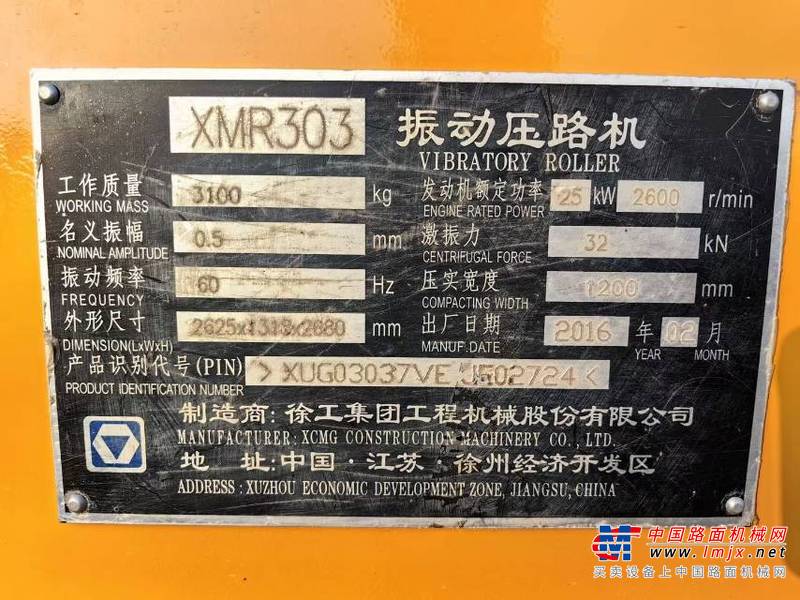 XMR303 振动压路机
VIBRATORY ROLLER
工作质量 3100 kg 发动机额定功率 25 kW 2600 r/min
WORKING MASS ENGINE RATED POWER
名义振幅 0.5 mm 激振力 32 kN
NOMINAL AMPLITUDE CENTRIFUGAL FORCE
振动频率 60 Hz 压实宽度 1200 mm
FREQUENCY COMPACTING WIDTH
外形尺寸 2625x1313x2680 mm 出厂日期 2016 年 02 月
DIMENSION(LxWxH) MANUF.DATE YEAR MONTH
产品识别代号(PIN) >XUG03037VEJF02724<
PRODUCT IDENTIFICATION NUMBER
制造商:徐工集团工程机械股份有限公司
MANUFACTURER:XCMG CONSTRUCTION MACHINERY CO., LTD.
地 址:中国·江苏·徐州经济开发区
ADDRESS:XUZHOU ECONOMIC DEVELOPMENT ZONE, JIANGSU, CHINA
中国路面机械网
www.lmjx.net
买卖设备上中国路面机械网